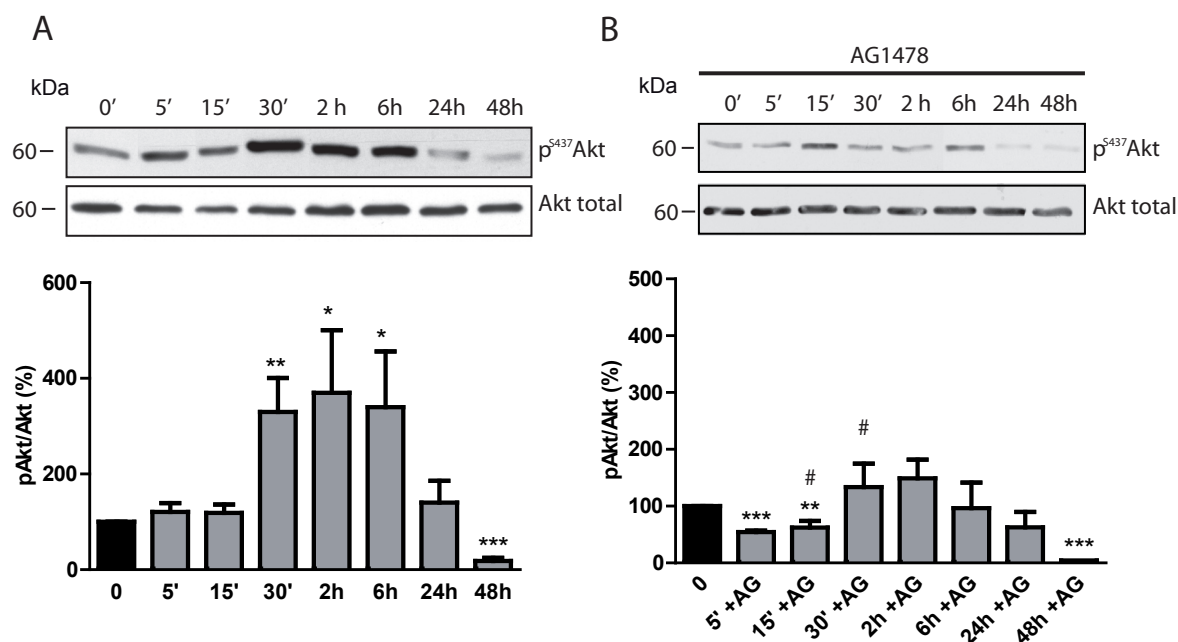 A
kDa
0′ 5′ 15′ 30′ 2 h 6h 24h 48h
60 pS437Akt
60 Akt total
600
400
200
0
pAkt/Akt (%)
** * * ***
0 5' 15' 30' 2h 6h 24h 48h
B
AG1478
kDa
0′ 5′ 15′ 30′ 2 h 6h 24h 48h
60 pS437Akt
60 Akt total
500
400
300
200
100
0
pAkt/Akt (%)
# #
*** ** ***
0 5' +AG 15' +AG 30' +AG 2h +AG 6h +AG 24h +AG 48h +AG